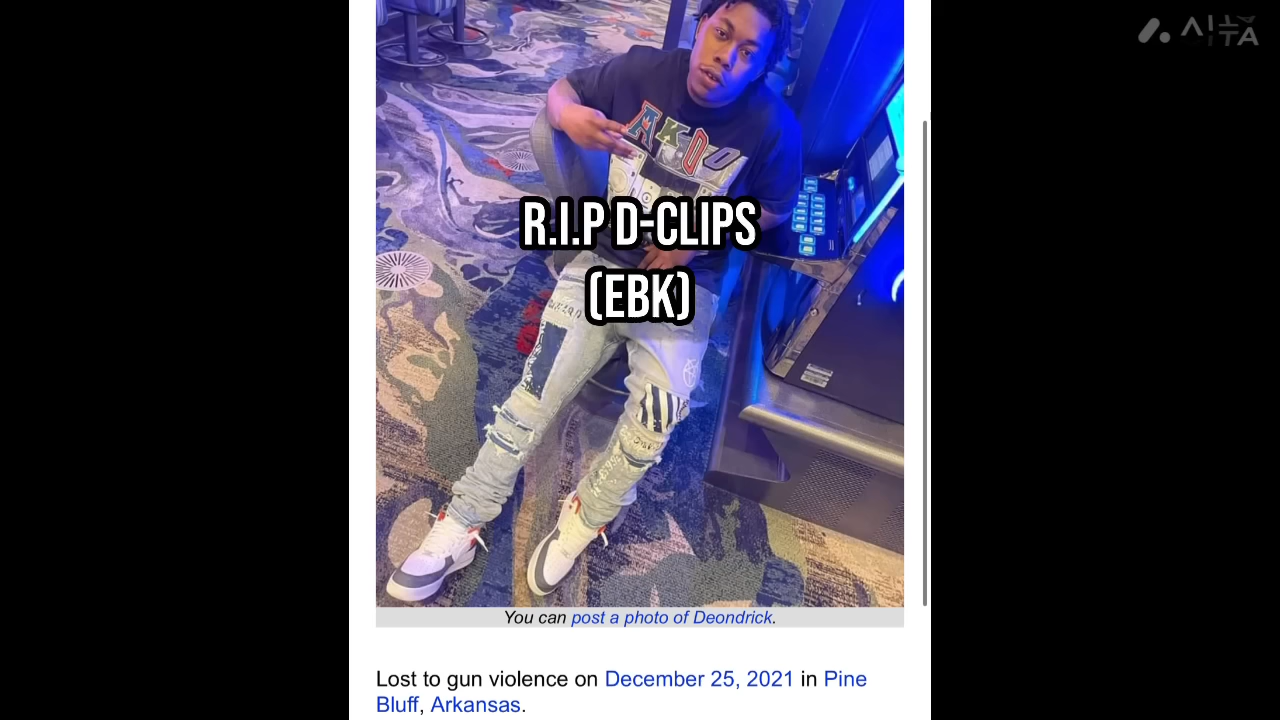 AKOO
R.I.P D-CLIPS
(EBK)
You can post a photo of Deondrick.
Lost to gun violence on December 25, 2021 in Pine
Bluff, Arkansas.